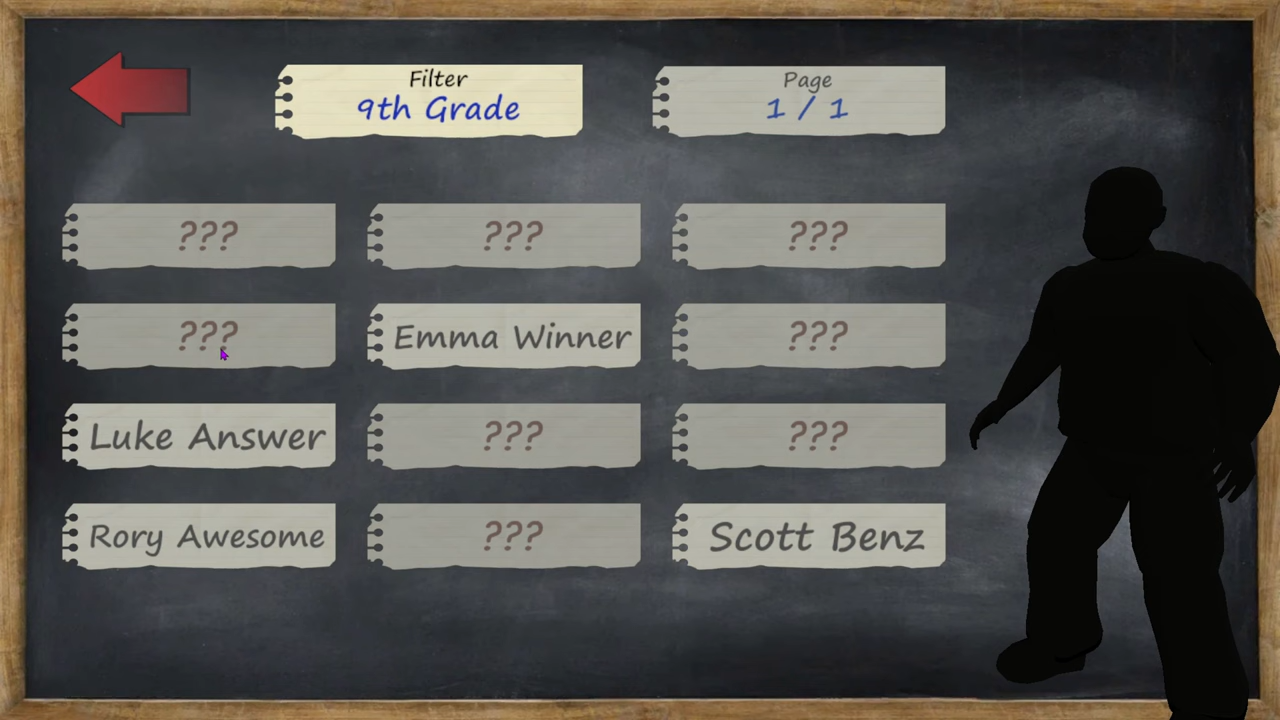 Filter
9th Grade
Page
1 / 1
??? ??? ???
??? Emma Winner ???
Luke Answer ??? ???
Rory Awesome ??? Scott Benz